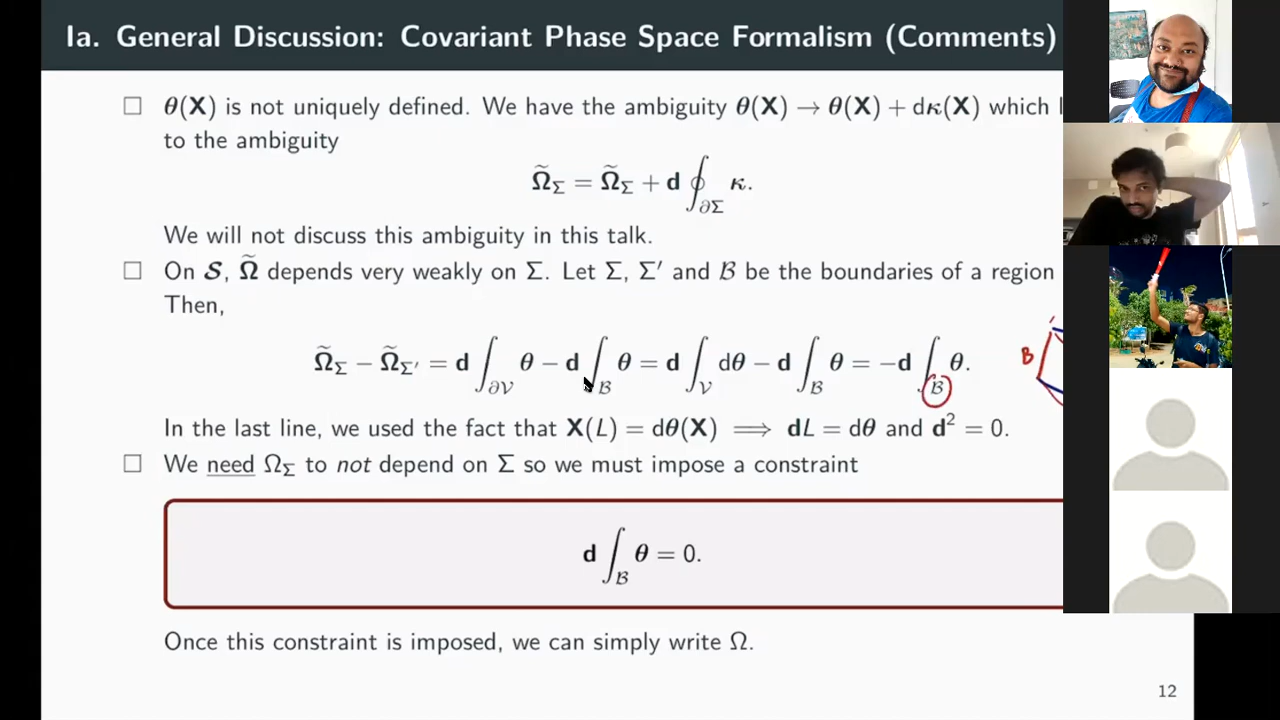 Ia. General Discussion: Covariant Phase Space Formalism (Comments)
θ(X) is not uniquely defined. We have the ambiguity θ(X) → θ(X) + dκ(X) which
to the ambiguity
Ω̃_Σ = Ω̃_Σ + d ∮_∂Σ κ.
We will not discuss this ambiguity in this talk.
On 𝓢, Ω̃ depends very weakly on Σ. Let Σ, Σ′ and ℬ be the boundaries of a region
Then,
Ω̃_Σ − Ω̃_Σ′ = d ∫_∂𝒱 θ − d ∫_ℬ θ = d ∫_𝒱 dθ − d ∫_ℬ θ = −d ∫_ℬ θ.
B
In the last line, we used the fact that X(L) = dθ(X) ⟹ dL = dθ and d² = 0.
We need Ω_Σ to not depend on Σ so we must impose a constraint
d ∫_ℬ θ = 0.
Once this constraint is imposed, we can simply write Ω.
12